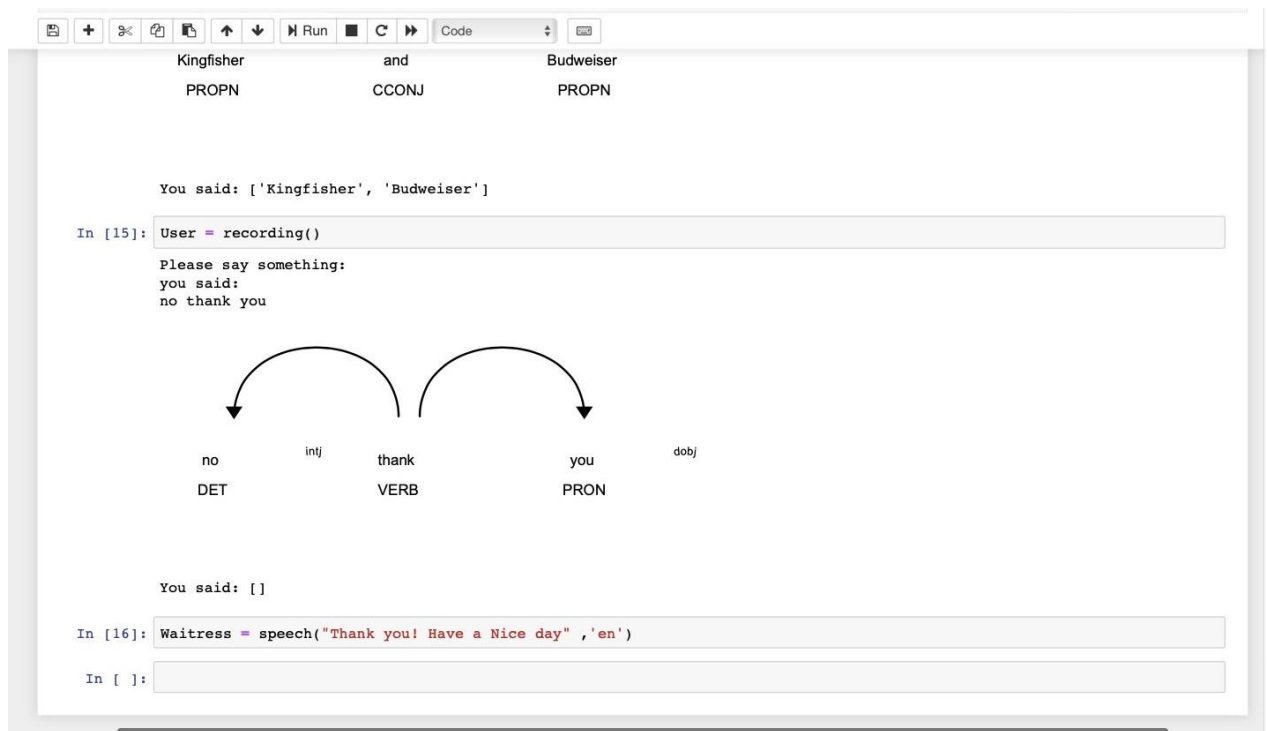 Run Code
Kingfisher and Budweiser
PROPN CCONJ PROPN
You said: ['Kingfisher', 'Budweiser']
In [15]: User = recording()
Please say something:
you said:
no thank you
no intj thank you dobj
DET VERB PRON
You said: []
In [16]: Waitress = speech("Thank you! Have a Nice day" ,'en')
In [ ]: